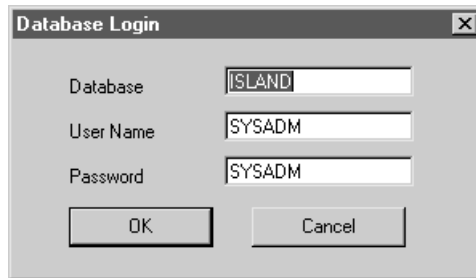 Database Login
Database ISLAND
User Name SYSADM
Password SYSADM
OK Cancel